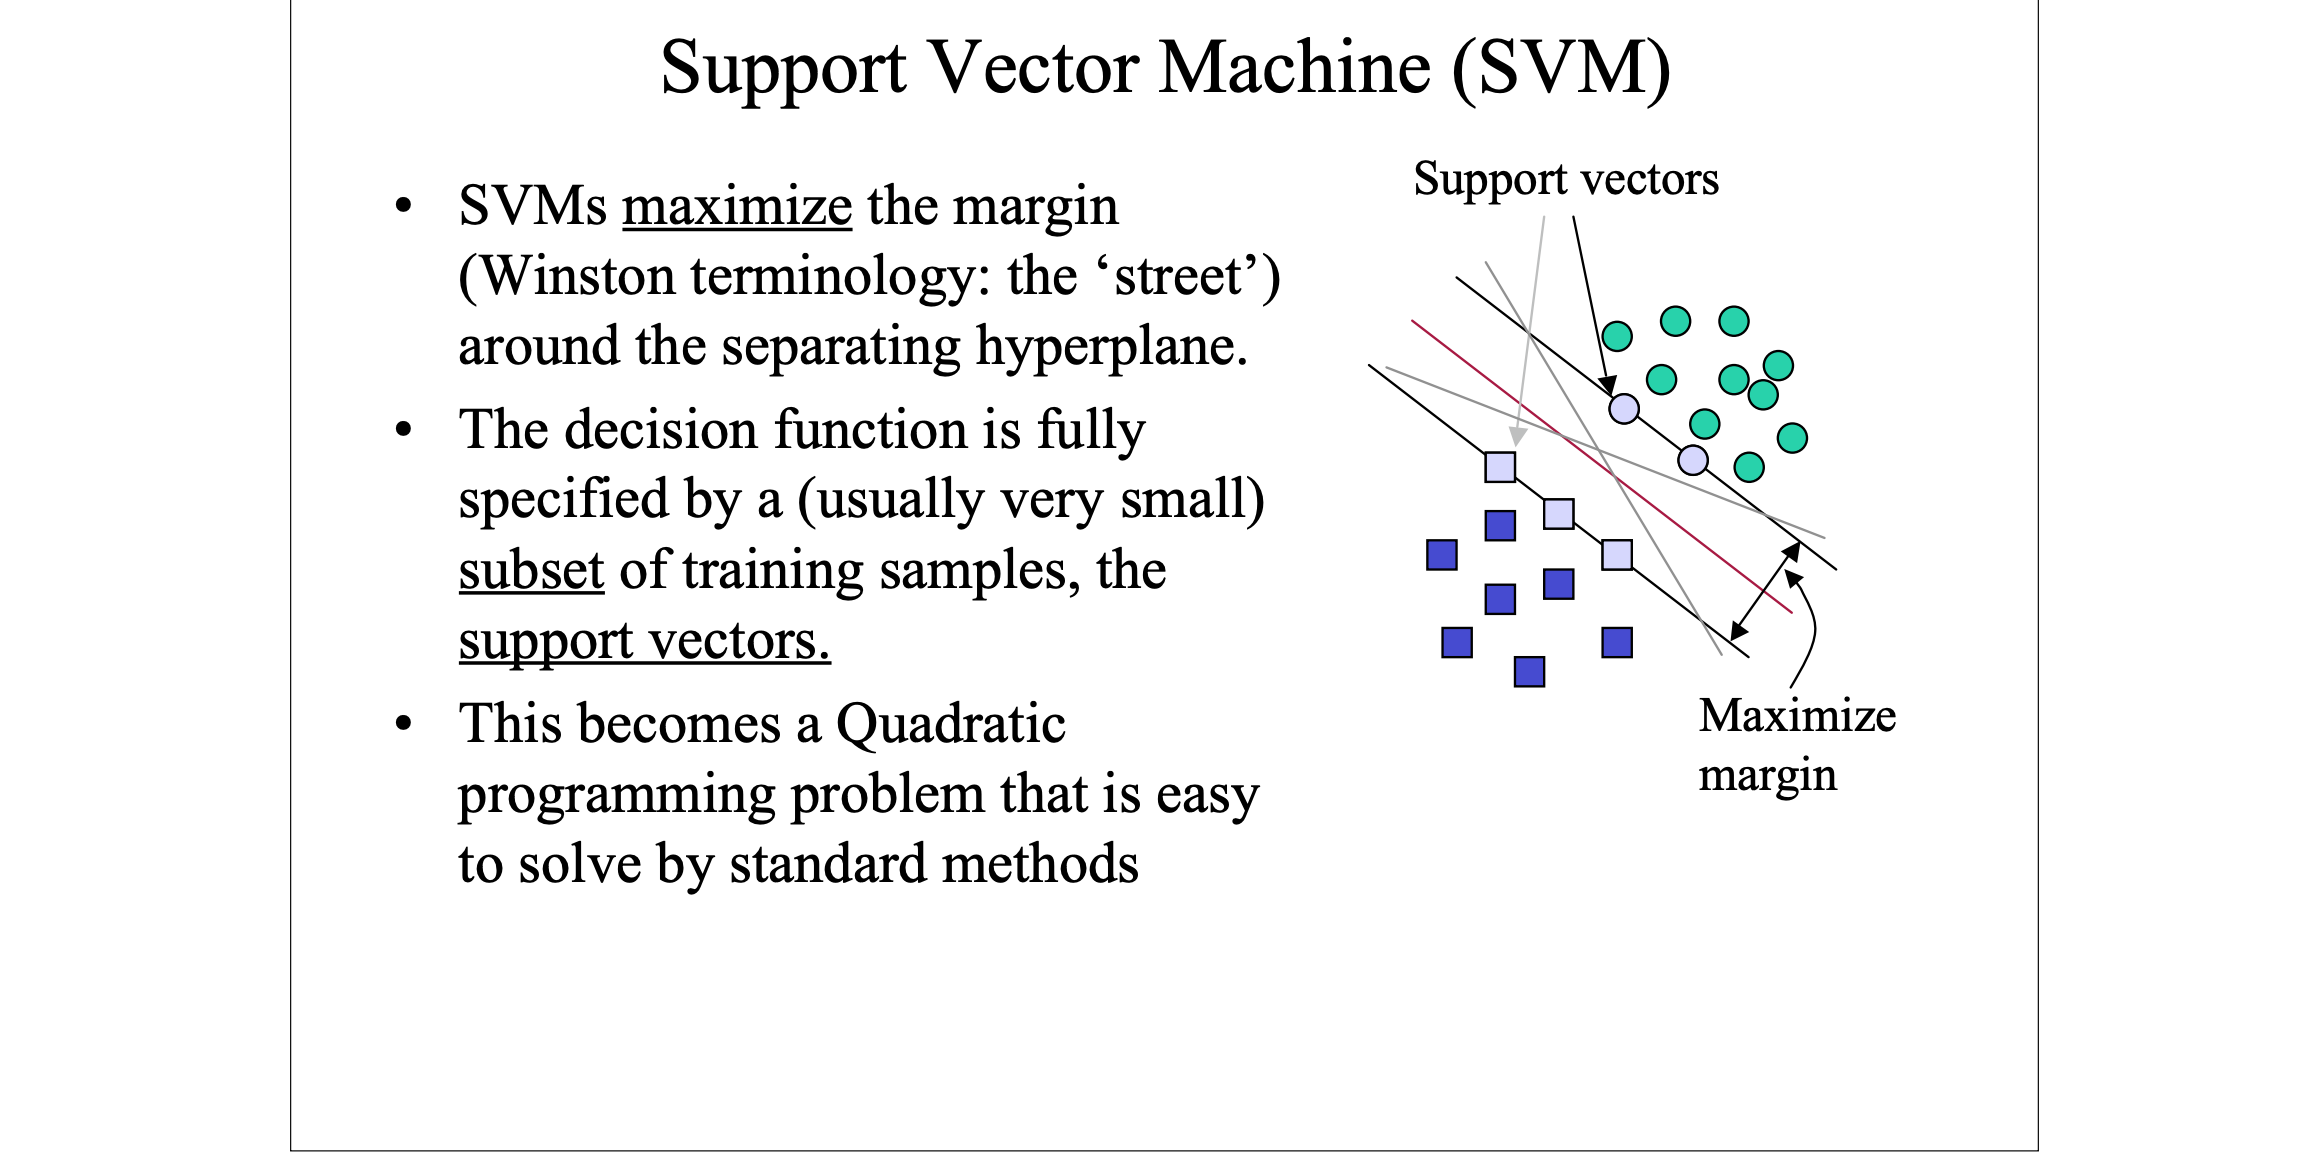 Support Vector Machine (SVM)
• SVMs maximize the margin
(Winston terminology: the ‘street’)
around the separating hyperplane.
• The decision function is fully
specified by a (usually very small)
subset of training samples, the
support vectors.
• This becomes a Quadratic
programming problem that is easy
to solve by standard methods
Support vectors
Maximize
margin